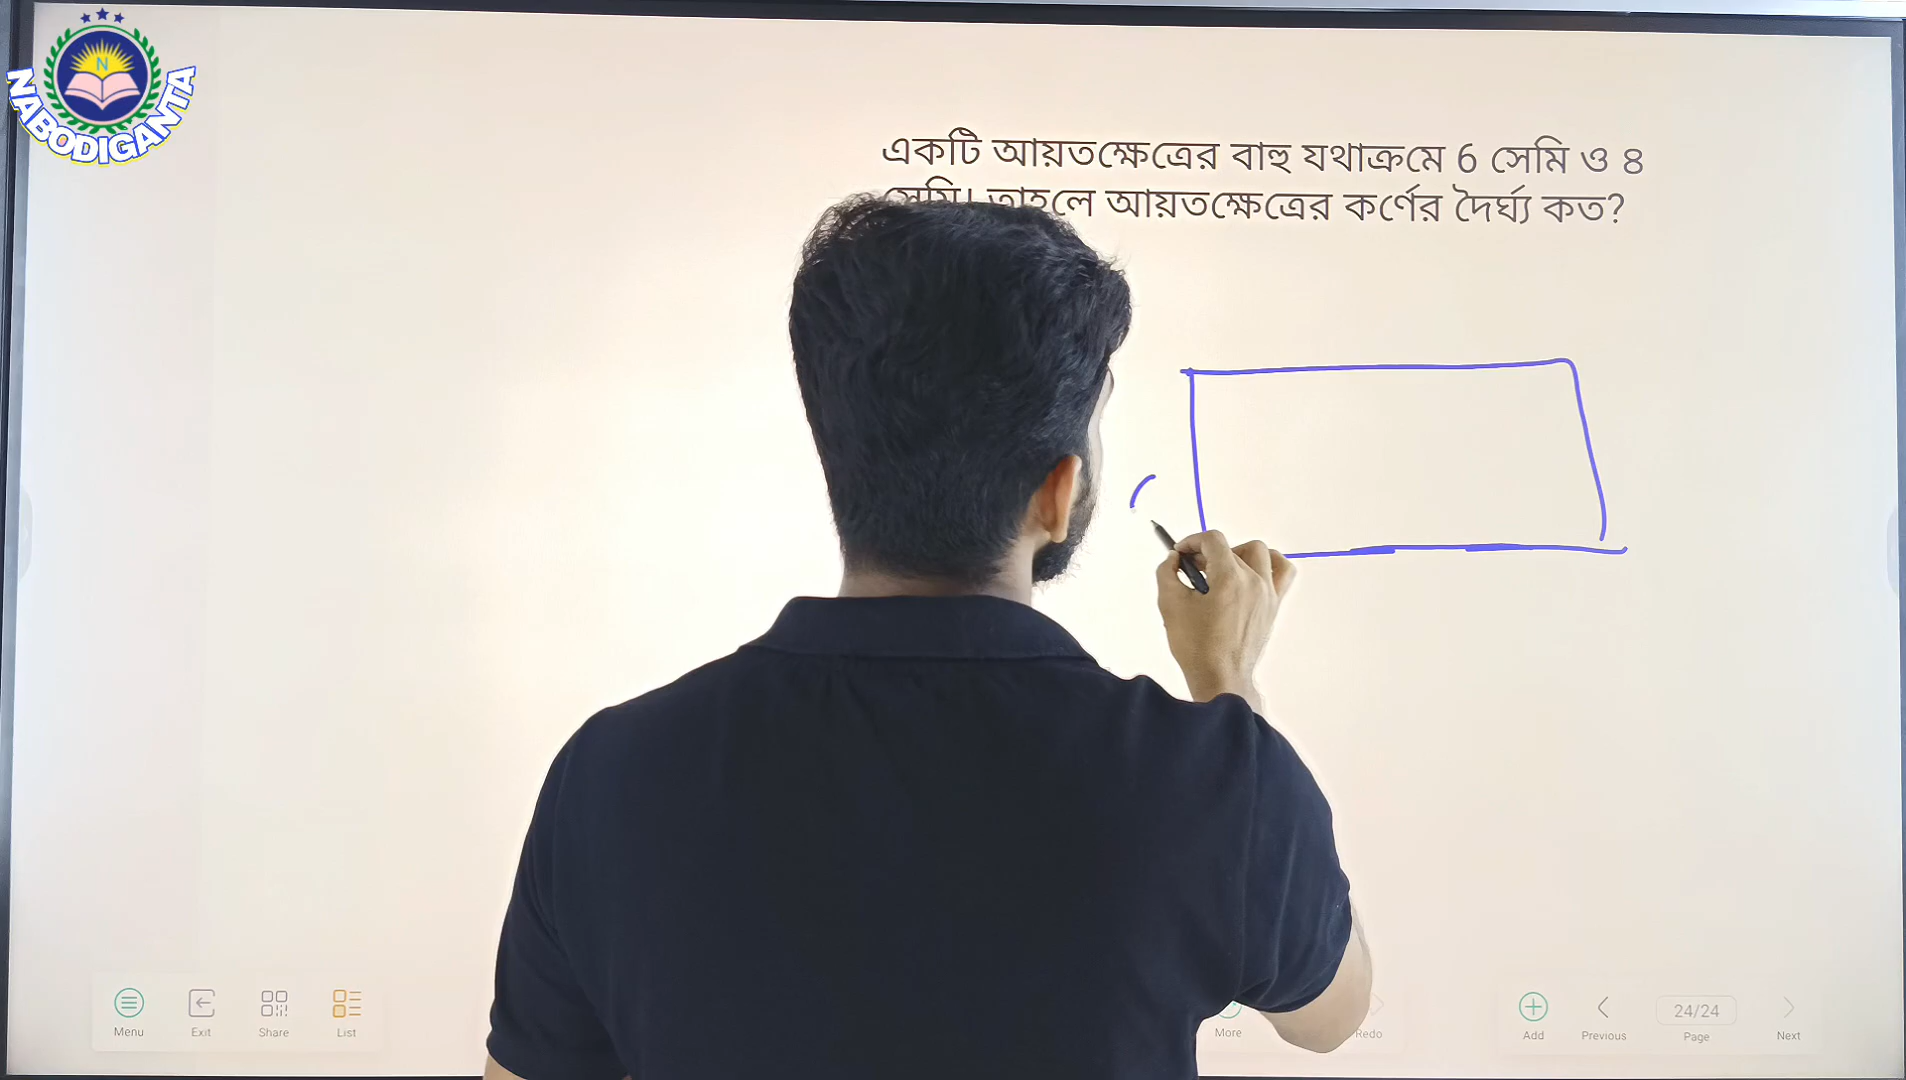 N
NABODIGANTA
একটি আয়তক্ষেত্রের বাহু যথাক্রমে 6 সেমি ও ৪
সেমি। তাহলে আয়তক্ষেত্রের কর্ণের দৈর্ঘ্য কত?
Menu
Exit
Share
List
More
Redo
Add
Previous
24/24
Page
Next